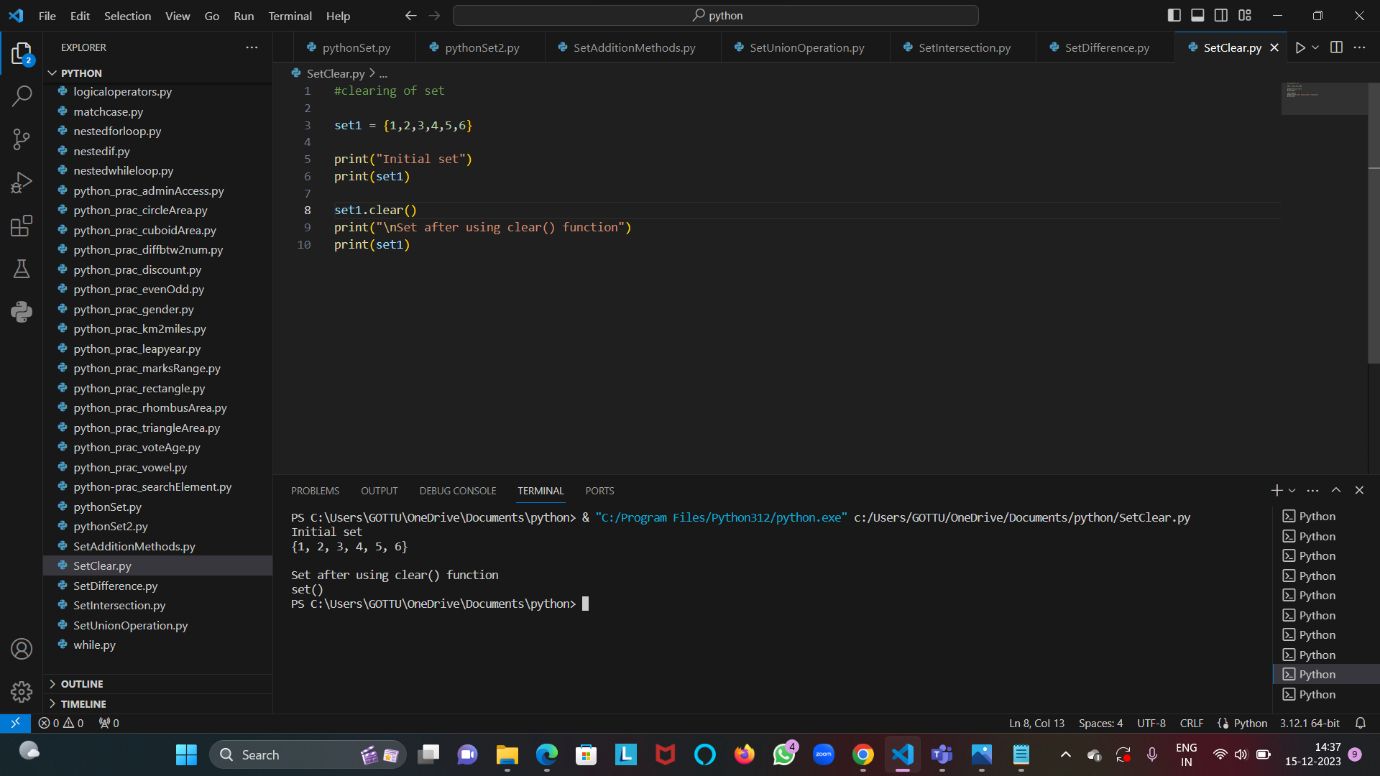 File Edit Selection View Go Run Terminal Help
python
EXPLORER
PYTHON
logicaloperators.py
matchcase.py
nestedforloop.py
nestedif.py
nestedwhileloop.py
python_prac_adminAccess.py
python_prac_circleArea.py
python_prac_cuboidArea.py
python_prac_diffbtw2num.py
python_prac_discount.py
python_prac_evenOdd.py
python_prac_gender.py
python_prac_km2miles.py
python_prac_leapyear.py
python_prac_marksRange.py
python_prac_rectangle.py
python_prac_rhombusArea.py
python_prac_triangleArea.py
python_prac_voteAge.py
python_prac_vowel.py
python-prac_searchElement.py
pythonSet.py
pythonSet2.py
SetAdditionMethods.py
SetClear.py
SetDifference.py
SetIntersection.py
SetUnionOperation.py
while.py
OUTLINE
TIMELINE
2
pythonSet.py pythonSet2.py SetAdditionMethods.py SetUnionOperation.py SetIntersection.py SetDifference.py SetClear.py
SetClear.py > ...
1 #clearing of set
2
3 set1 = {1,2,3,4,5,6}
4
5 print("Initial set")
6 print(set1)
7
8 set1.clear()
9 print("\nSet after using clear() function")
10 print(set1)
PROBLEMS OUTPUT DEBUG CONSOLE TERMINAL PORTS
PS C:\Users\GOTTU\OneDrive\Documents\python> & "C:/Program Files/Python312/python.exe" c:/Users/GOTTU/OneDrive/Documents/python/SetClear.py
Initial set
{1, 2, 3, 4, 5, 6}
Set after using clear() function
set()
PS C:\Users\GOTTU\OneDrive\Documents\python>
Python
Python
Python
Python
Python
Python
Python
Python
Python
Python
0 0 0 Ln 8, Col 13 Spaces: 4 UTF-8 CRLF Python 3.12.1 64-bit
Search
L
4
zoom
ENG
IN
14:37
15-12-2023
9